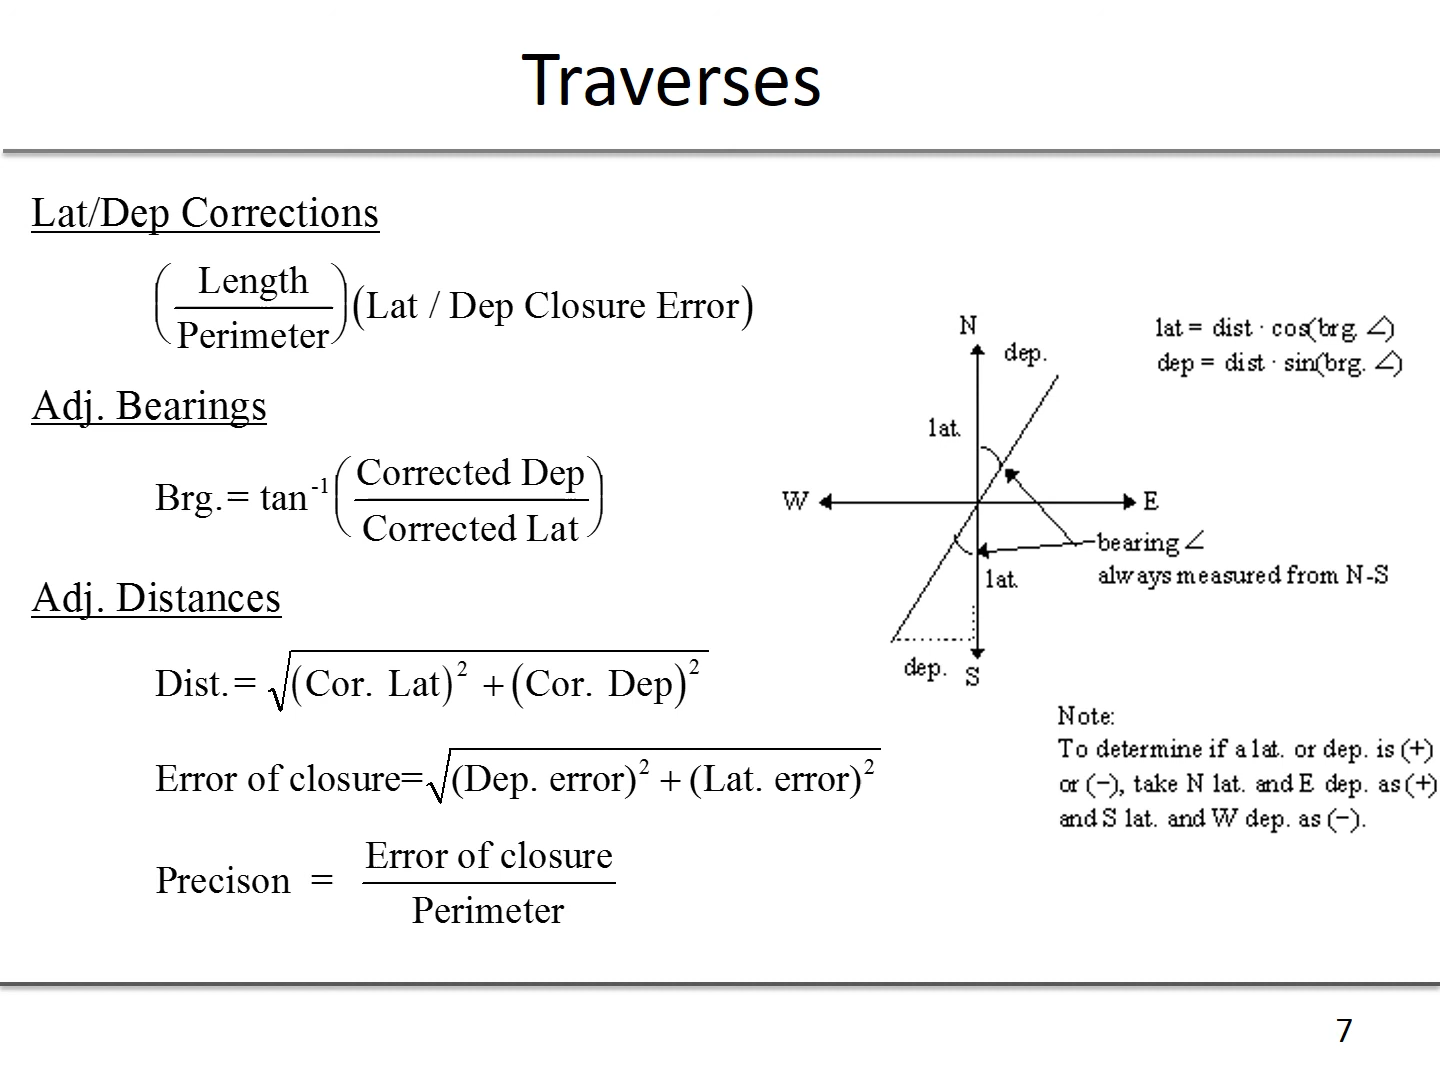 Traverses
Lat/Dep Corrections
(Length / Perimeter)(Lat / Dep Closure Error)
Adj. Bearings
Brg. = tan⁻¹(Corrected Dep / Corrected Lat)
Adj. Distances
Dist. = √((Cor. Lat)² + (Cor. Dep)²)
Error of closure=√((Dep. error)² + (Lat. error)²)
Precison = Error of closure / Perimeter
lat = dist · cos(brg. ∠)
dep = dist · sin(brg. ∠)
N
dep.
lat.
W
E
bearing ∠
always measured from N-S
lat.
dep.
S
Note:
To determine if a lat. or dep. is (+)
or (−), take N lat. and E dep. as (+)
and S lat. and W dep. as (−).
7